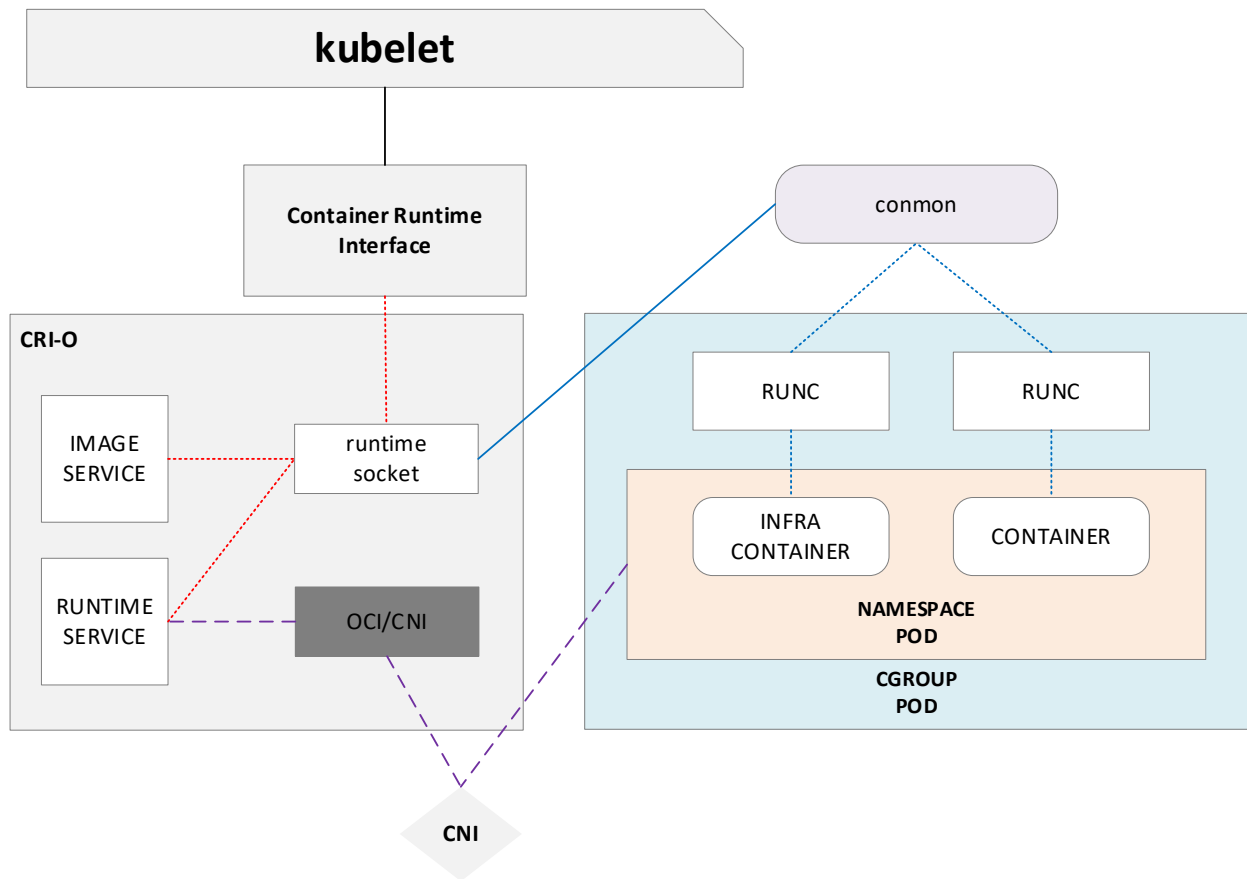 kubelet
Container Runtime
Interface
conmon
CRI-O
IMAGE
SERVICE
runtime
socket
RUNTIME
SERVICE
OCI/CNI
RUNC
RUNC
INFRA
CONTAINER
CONTAINER
NAMESPACE
POD
CGROUP
POD
CNI